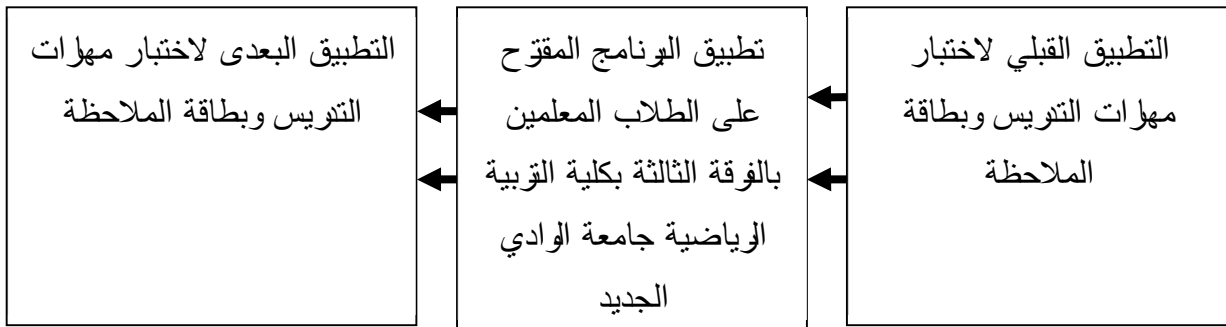 التطبيق القبلي لاختبار
مهارات التدريس وبطاقة
الملاحظة
تطبيق البرنامج المقترح
على الطلاب المعلمين
بالفرقة الثالثة بكلية التربية
الرياضية جامعة الوادي
الجديد
التطبيق البعدى لاختبار مهارات
التدريس وبطاقة الملاحظة